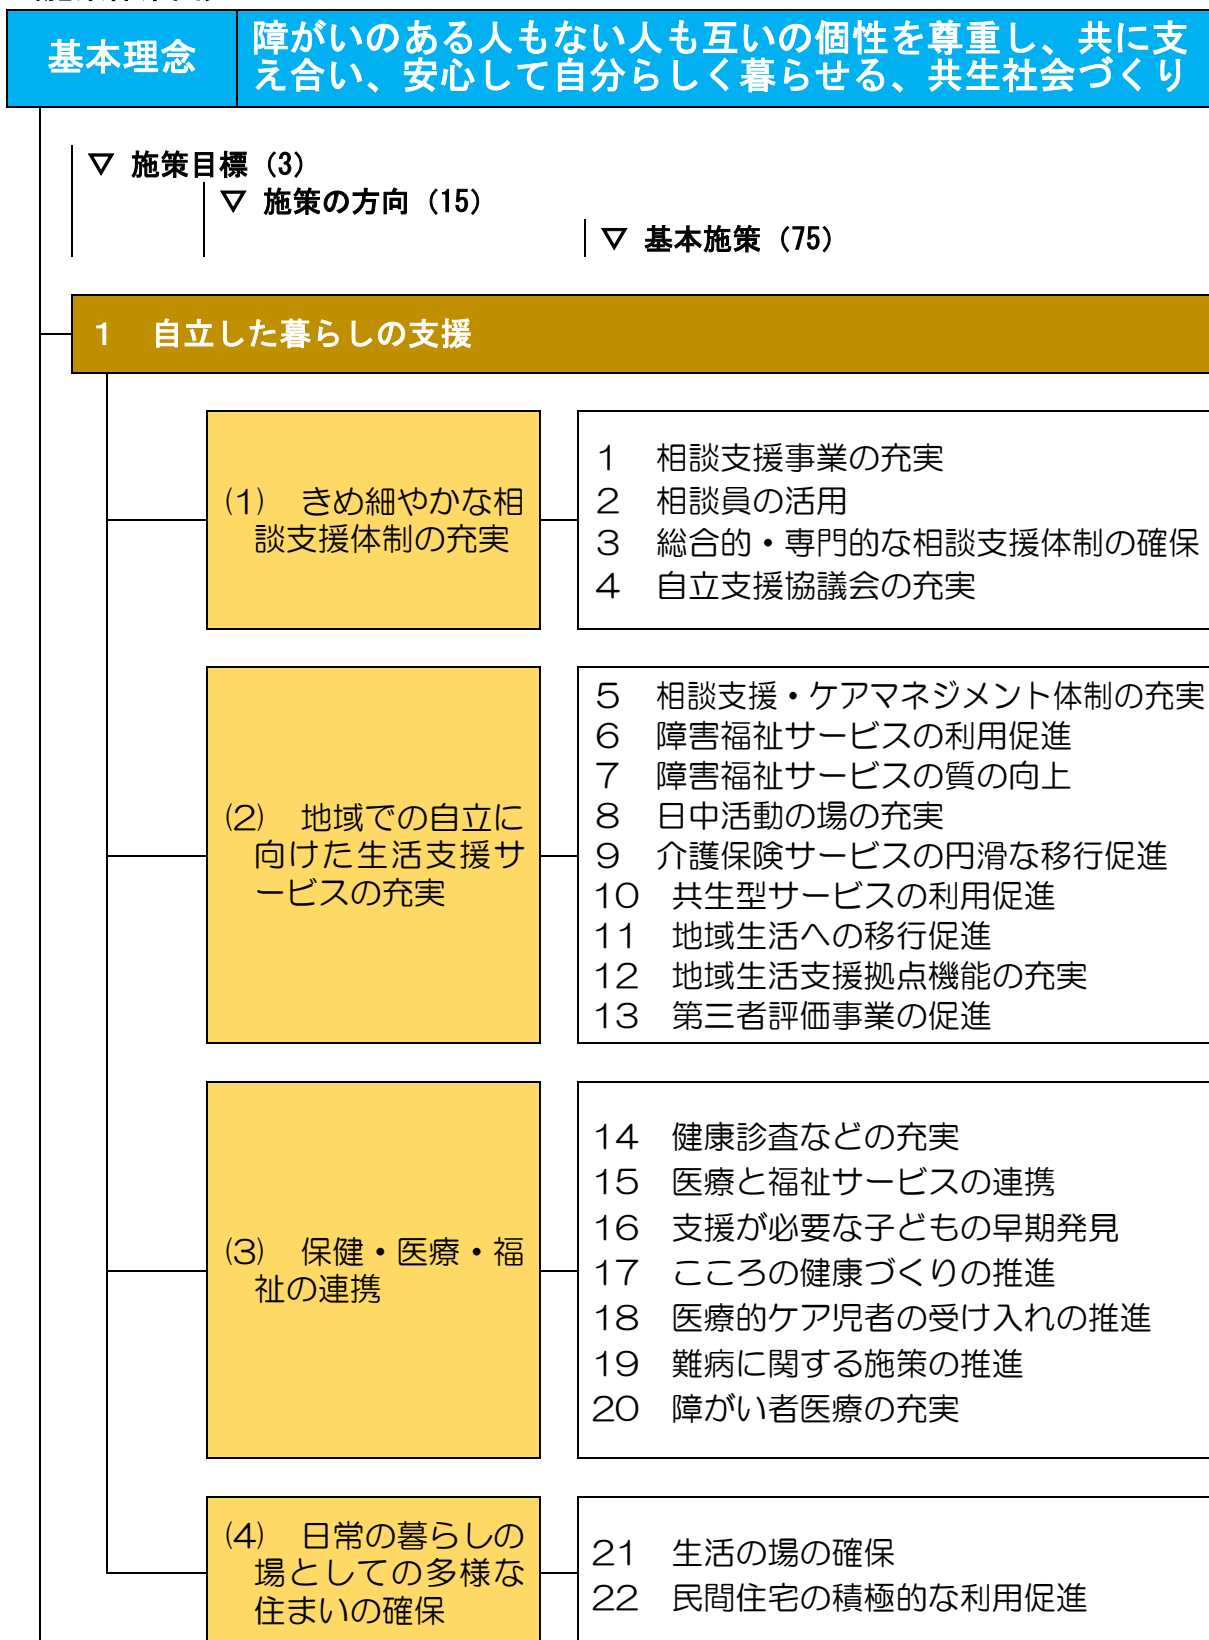 基本理念
障がいのある人もない人も互いの個性を尊重し、共に支
え合い、安心して自分らしく暮らせる、共生社会づくり
▽ 施策目標（3）
▽ 施策の方向（15）
▽ 基本施策（75）
1 自立した暮らしの支援
(1) きめ細やかな相
談支援体制の充実
1 相談支援事業の充実
2 相談員の活用
3 総合的・専門的な相談支援体制の確保
4 自立支援協議会の充実
(2) 地域での自立に
向けた生活支援サ
ービスの充実
5 相談支援・ケアマネジメント体制の充実
6 障害福祉サービスの利用促進
7 障害福祉サービスの質の向上
8 日中活動の場の充実
9 介護保険サービスの円滑な移行促進
10 共生型サービスの利用促進
11 地域生活への移行促進
12 地域生活支援拠点機能の充実
13 第三者評価事業の促進
(3) 保健・医療・福
祉の連携
14 健康診査などの充実
15 医療と福祉サービスの連携
16 支援が必要な子どもの早期発見
17 こころの健康づくりの推進
18 医療的ケア児者の受け入れの推進
19 難病に関する施策の推進
20 障がい者医療の充実
(4) 日常の暮らしの
場としての多様な
住まいの確保
21 生活の場の確保
22 民間住宅の積極的な利用促進